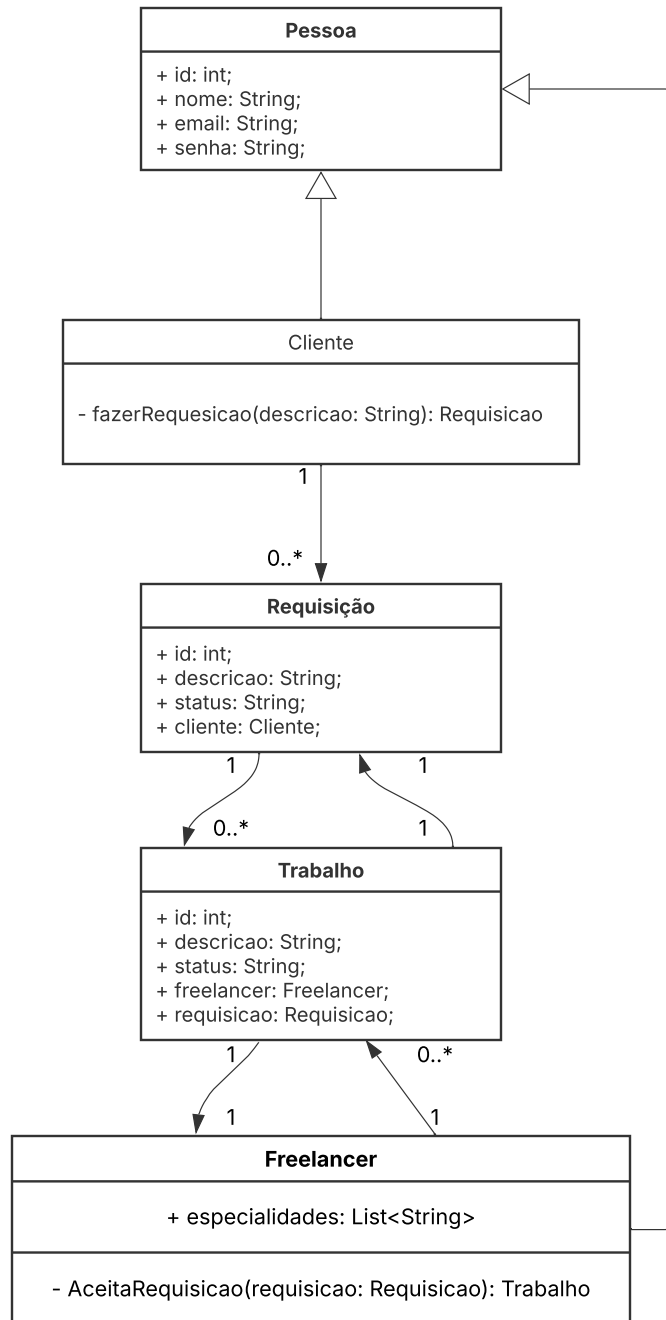 Pessoa
+ id: int;
+ nome: String;
+ email: String;
+ senha: String;
Cliente
- fazerRequesicao(descricao: String): Requisicao
1
0..*
Requisição
+ id: int;
+ descricao: String;
+ status: String;
+ cliente: Cliente;
1 1
0..* 1
Trabalho
+ id: int;
+ descricao: String;
+ status: String;
+ freelancer: Freelancer;
+ requisicao: Requisicao;
1 0..*
1 1
Freelancer
+ especialidades: List<String>
- AceitaRequisicao(requisicao: Requisicao): Trabalho